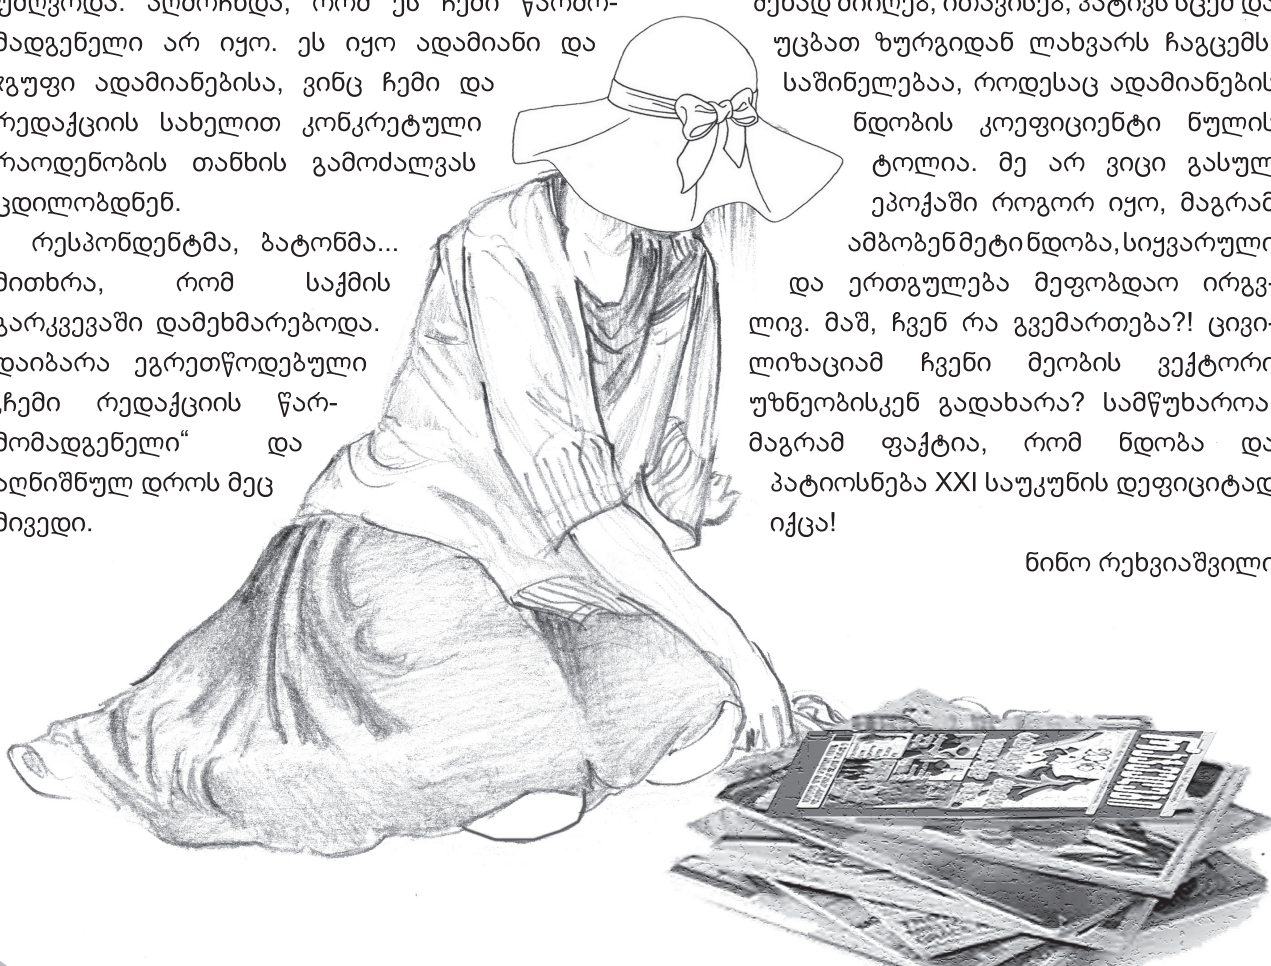 მადგენელი არ იყო. ეს იყო ადამიანი და
ჯგუფი ადამიანებისა, ვინც ჩემი და
რედაქციის სახელით კონკრეტული
რაოდენობის თანხის გამოძალვას
ცდილობდნენ.
რესპონდენტმა, ბატონმა...
მითხრა, რომ საქმის
გარკვევაში დამეხმარებოდა.
დაიბარა ეგრეთწოდებული
„ჩემი რედაქციის წარ-
მომადგენელი“ და
აღნიშნულ დროს მეც
მივედი.
უცბათ ზურგიდან ლახვარს ჩაგცემს.
საშინელებაა, როდესაც ადამიანების
ნდობის კოეფიციენტი ნულის
ტოლია. მე არ ვიცი გასულ
ეპოქაში როგორ იყო, მაგრამ
ამბობენ მეტი ნდობა, სიყვარული
და ერთგულება მეფობდაო ირგვ-
ლივ. მაშ, ჩვენ რა გვემართება?! ცივი-
ლიზაციამ ჩვენი მეობის ვექტორი
უზნეობისკენ გადახარა? სამწუხაროა,
მაგრამ ფაქტია, რომ ნდობა და
პატიოსნება XXI საუკუნის დეფიციტად
იქცა!
ნინო რეხვიაშვილი